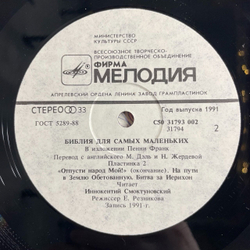 МИНИСТЕРСТВО
КУЛЬТУРЫ СССР
ВСЕСОЮЗНОЕ ТВОРЧЕСКО-
ПРОИЗВОДСТВЕННОЕ ОБЪЕДИНЕНИЕ
ФИРМА
МЕЛОДИЯ
АПРЕЛЕВСКИЙ ОРДЕНА ЛЕНИНА ЗАВОД ГРАМПЛАСТИНОК
СТЕРЕО 33
Год выпуска 1991
ГОСТ 5289-88
С50 31793 002
31794
2
БИБЛИЯ ДЛЯ САМЫХ МАЛЕНЬКИХ
В изложении Пенни Франк
Перевод с английского М. Дэль и Н. Жердевой
Пластинка 2
«Отпусти народ Мой!» (окончание). На пути
в Землю Обетованную. Битва за Иерихон
Читает
Иннокентий Смоктуновский
Режиссер Е. Резникова
Запись 1991 г.